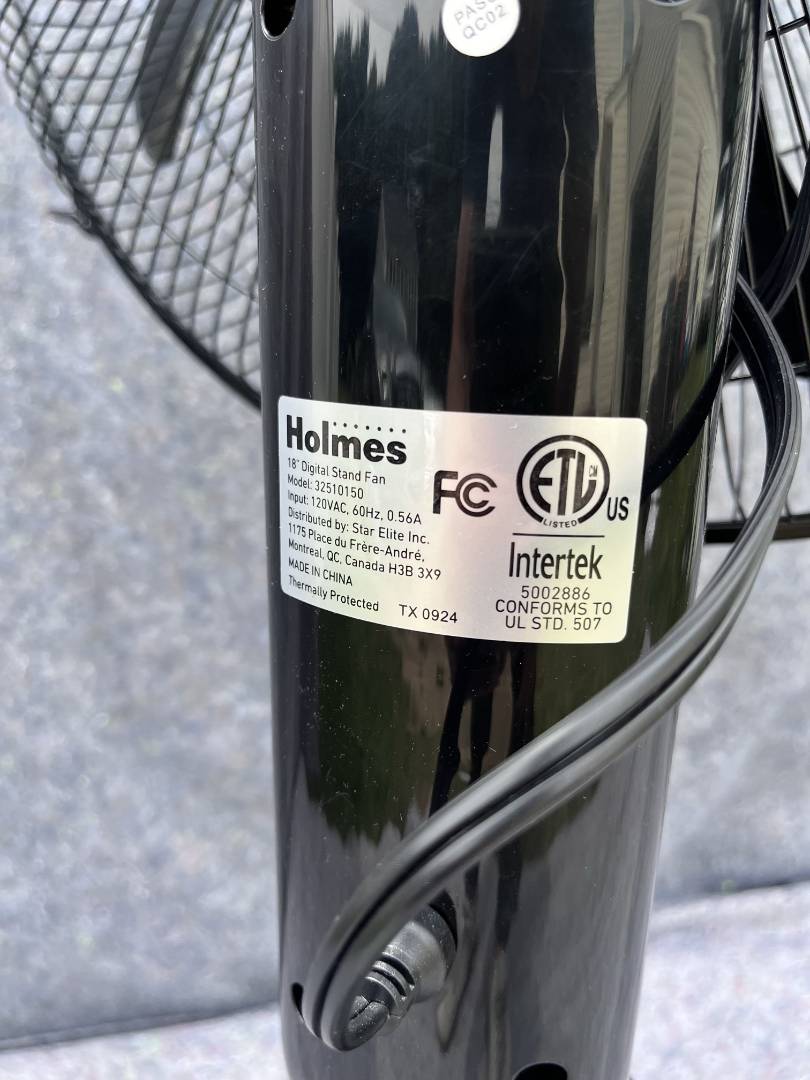 PASS
QC02
Holmes
18" Digital Stand Fan
Model: 32510150
Input: 120VAC, 60Hz, 0.56A
Distributed by: Star Elite Inc.
1175 Place du Frère-André,
Montreal, QC, Canada H3B 3X9
MADE IN CHINA
Thermally Protected TX 0924
FC
ETL CM
LISTED
US
Intertek
5002886
CONFORMS TO
UL STD. 507